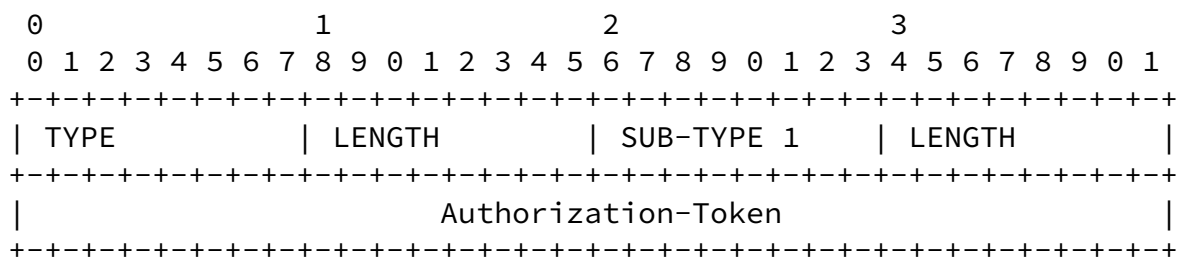 0               1               2               3
 0 1 2 3 4 5 6 7 8 9 0 1 2 3 4 5 6 7 8 9 0 1 2 3 4 5 6 7 8 9 0 1
+-+-+-+-+-+-+-+-+-+-+-+-+-+-+-+-+-+-+-+-+-+-+-+-+-+-+-+-+-+-+-+-+
| TYPE          | LENGTH        | SUB-TYPE 1    | LENGTH        |
+-+-+-+-+-+-+-+-+-+-+-+-+-+-+-+-+-+-+-+-+-+-+-+-+-+-+-+-+-+-+-+-+
|                       Authorization-Token                     |
+-+-+-+-+-+-+-+-+-+-+-+-+-+-+-+-+-+-+-+-+-+-+-+-+-+-+-+-+-+-+-+-+